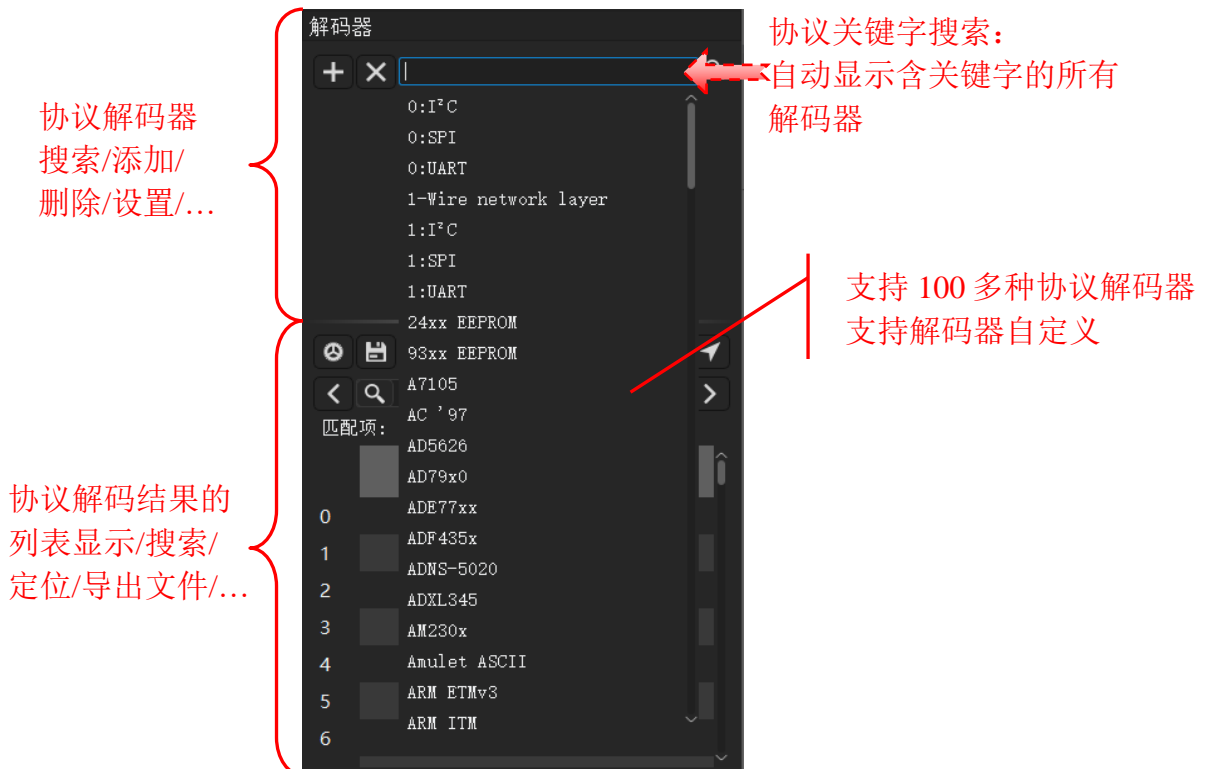 解码器
协议关键字搜索：
自动显示含关键字的所有
解码器
协议解码器
搜索/添加/
删除/设置/…
0:I²C
0:SPI
0:UART
1-Wire network layer
1:I²C
1:SPI
1:UART
24xx EEPROM
93xx EEPROM
A7105
AC '97
AD5626
AD79x0
ADE77xx
ADF435x
ADNS-5020
ADXL345
AM230x
Amulet ASCII
ARM ETMv3
ARM ITM
支持 100 多种协议解码器
支持解码器自定义
匹配项:
协议解码结果的
列表显示/搜索/
定位/导出文件/…
0
1
2
3
4
5
6